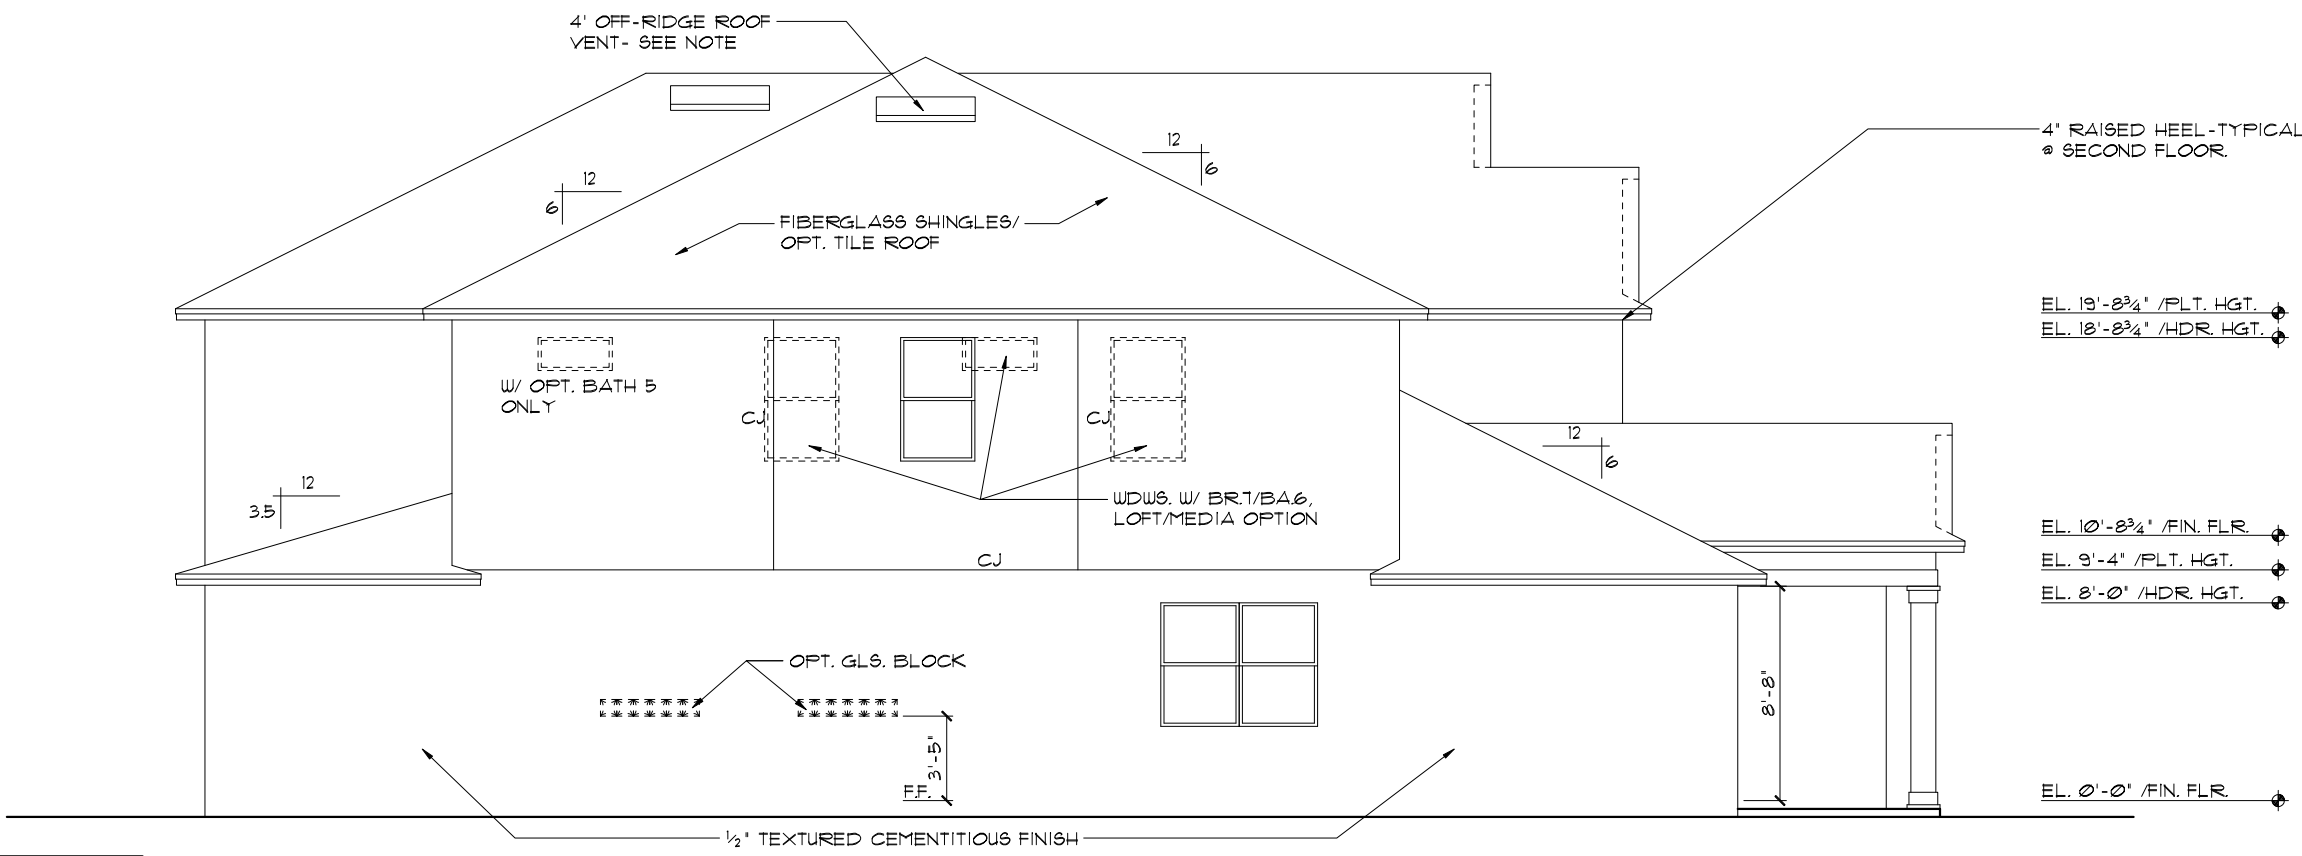 4' OFF-RIDGE ROOF
VENT- SEE NOTE
4" RAISED HEEL-TYPICAL
@ SECOND FLOOR.
12
6
12
6
FIBERGLASS SHINGLES/
OPT. TILE ROOF
EL. 19'-8¾" /PLT. HGT.
EL. 18'-8¾" /HDR. HGT.
W/ OPT. BATH 5
ONLY
CJ
CJ
12
6
12
3.5
WDWS. W/ BR.7/BA.6,
LOFT/MEDIA OPTION
CJ
EL. 10'-8¾" /FIN. FLR.
EL. 9'-4" /PLT. HGT.
EL. 8'-0" /HDR. HGT.
OPT. GLS. BLOCK
8'-8"
3'-5"
F.F.
EL. 0'-0" /FIN. FLR.
½" TEXTURED CEMENTITIOUS FINISH